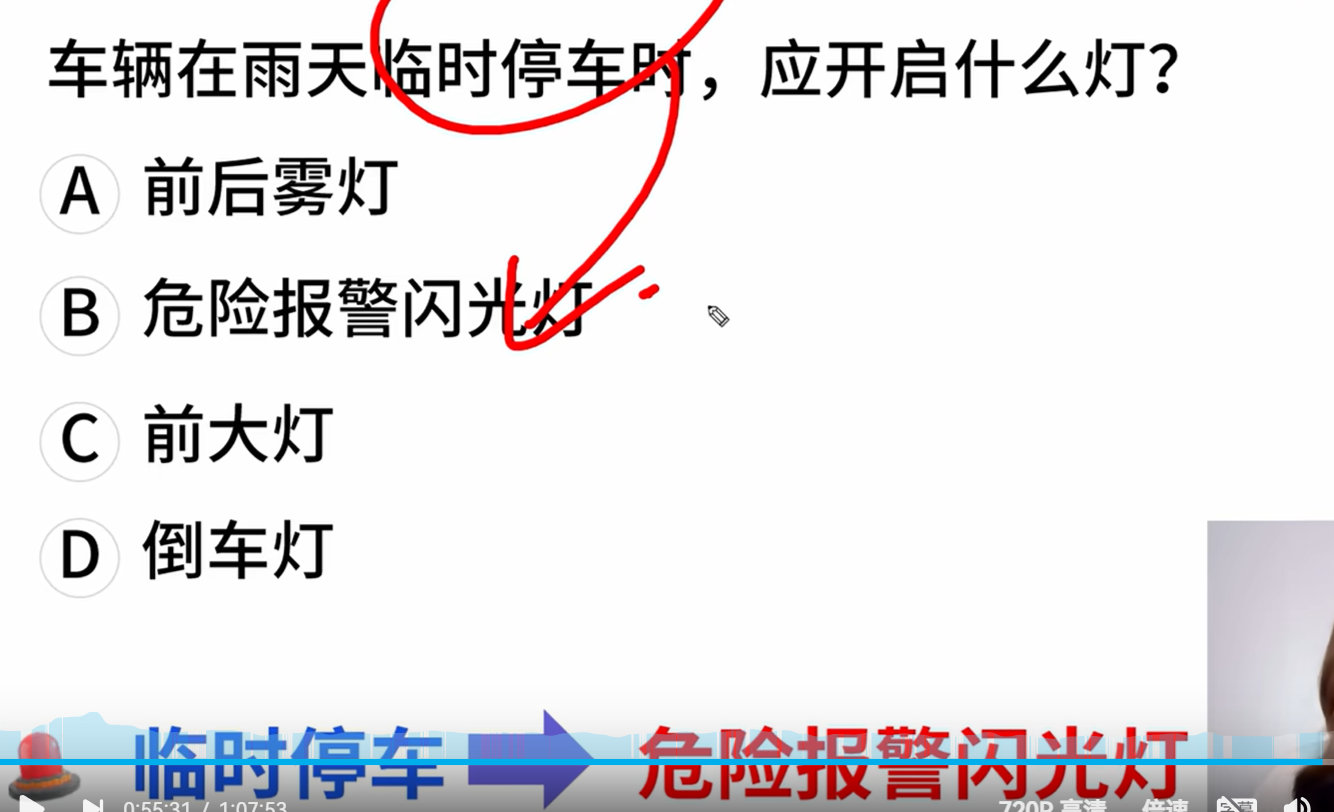 车辆在雨天临时停车时，应开启什么灯？
A 前后雾灯
B 危险报警闪光灯
C 前大灯
D 倒车灯
临时停车 危险报警闪光灯
0:55:31 / 1:07:53 720P 高清 倍速 字幕